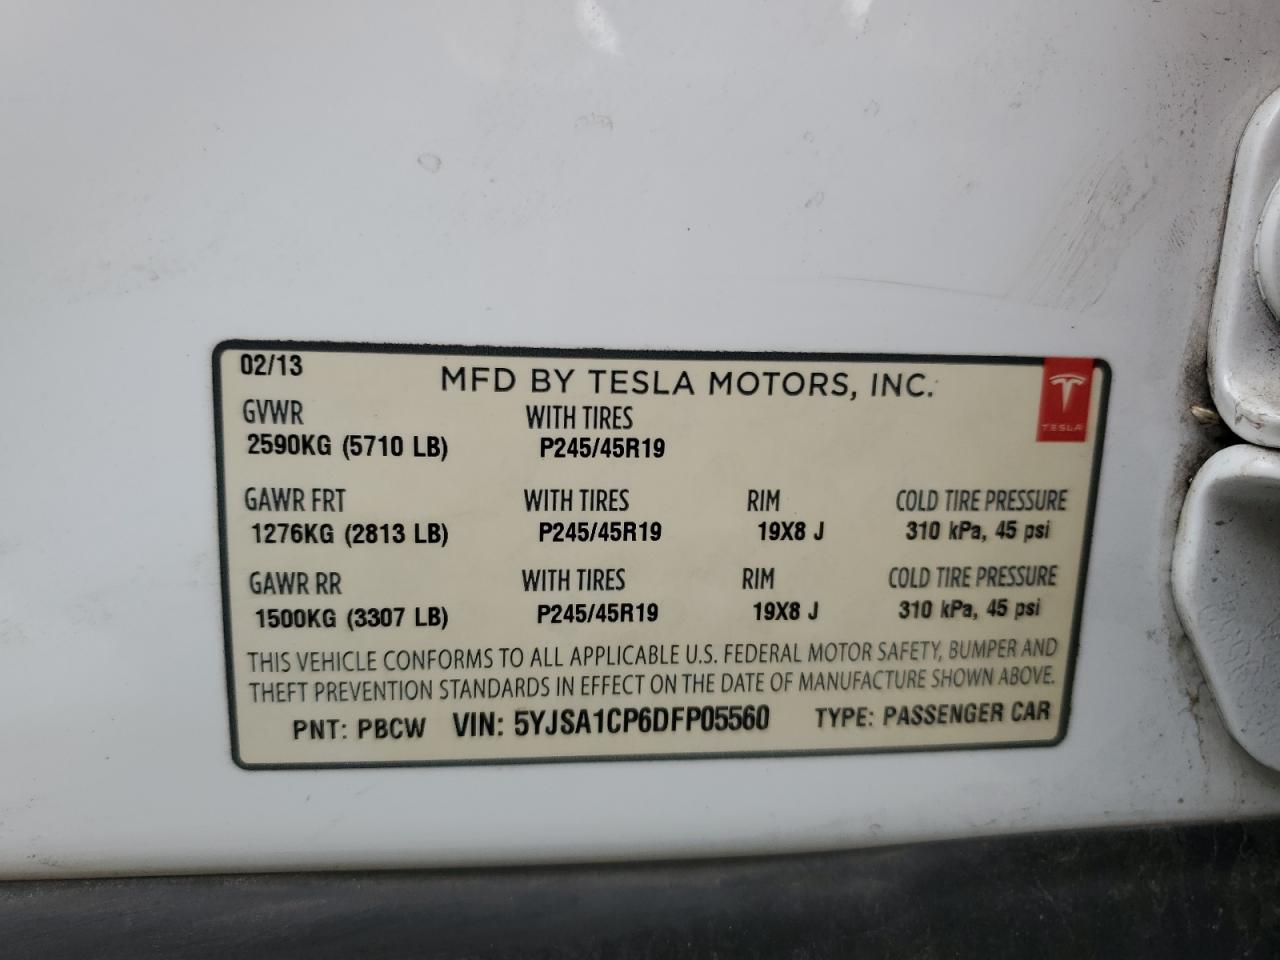 02/13
MFD BY TESLA MOTORS, INC.
TESLA
GVWR WITH TIRES
2590KG (5710 LB) P245/45R19
GAWR FRT WITH TIRES RIM COLD TIRE PRESSURE
1276KG (2813 LB) P245/45R19 19X8 J 310 kPa, 45 psi
GAWR RR WITH TIRES RIM COLD TIRE PRESSURE
1500KG (3307 LB) P245/45R19 19X8 J 310 kPa, 45 psi
THIS VEHICLE CONFORMS TO ALL APPLICABLE U.S. FEDERAL MOTOR SAFETY, BUMPER AND
THEFT PREVENTION STANDARDS IN EFFECT ON THE DATE OF MANUFACTURE SHOWN ABOVE.
PNT: PBCW VIN: 5YJSA1CP6DFP05560 TYPE: PASSENGER CAR